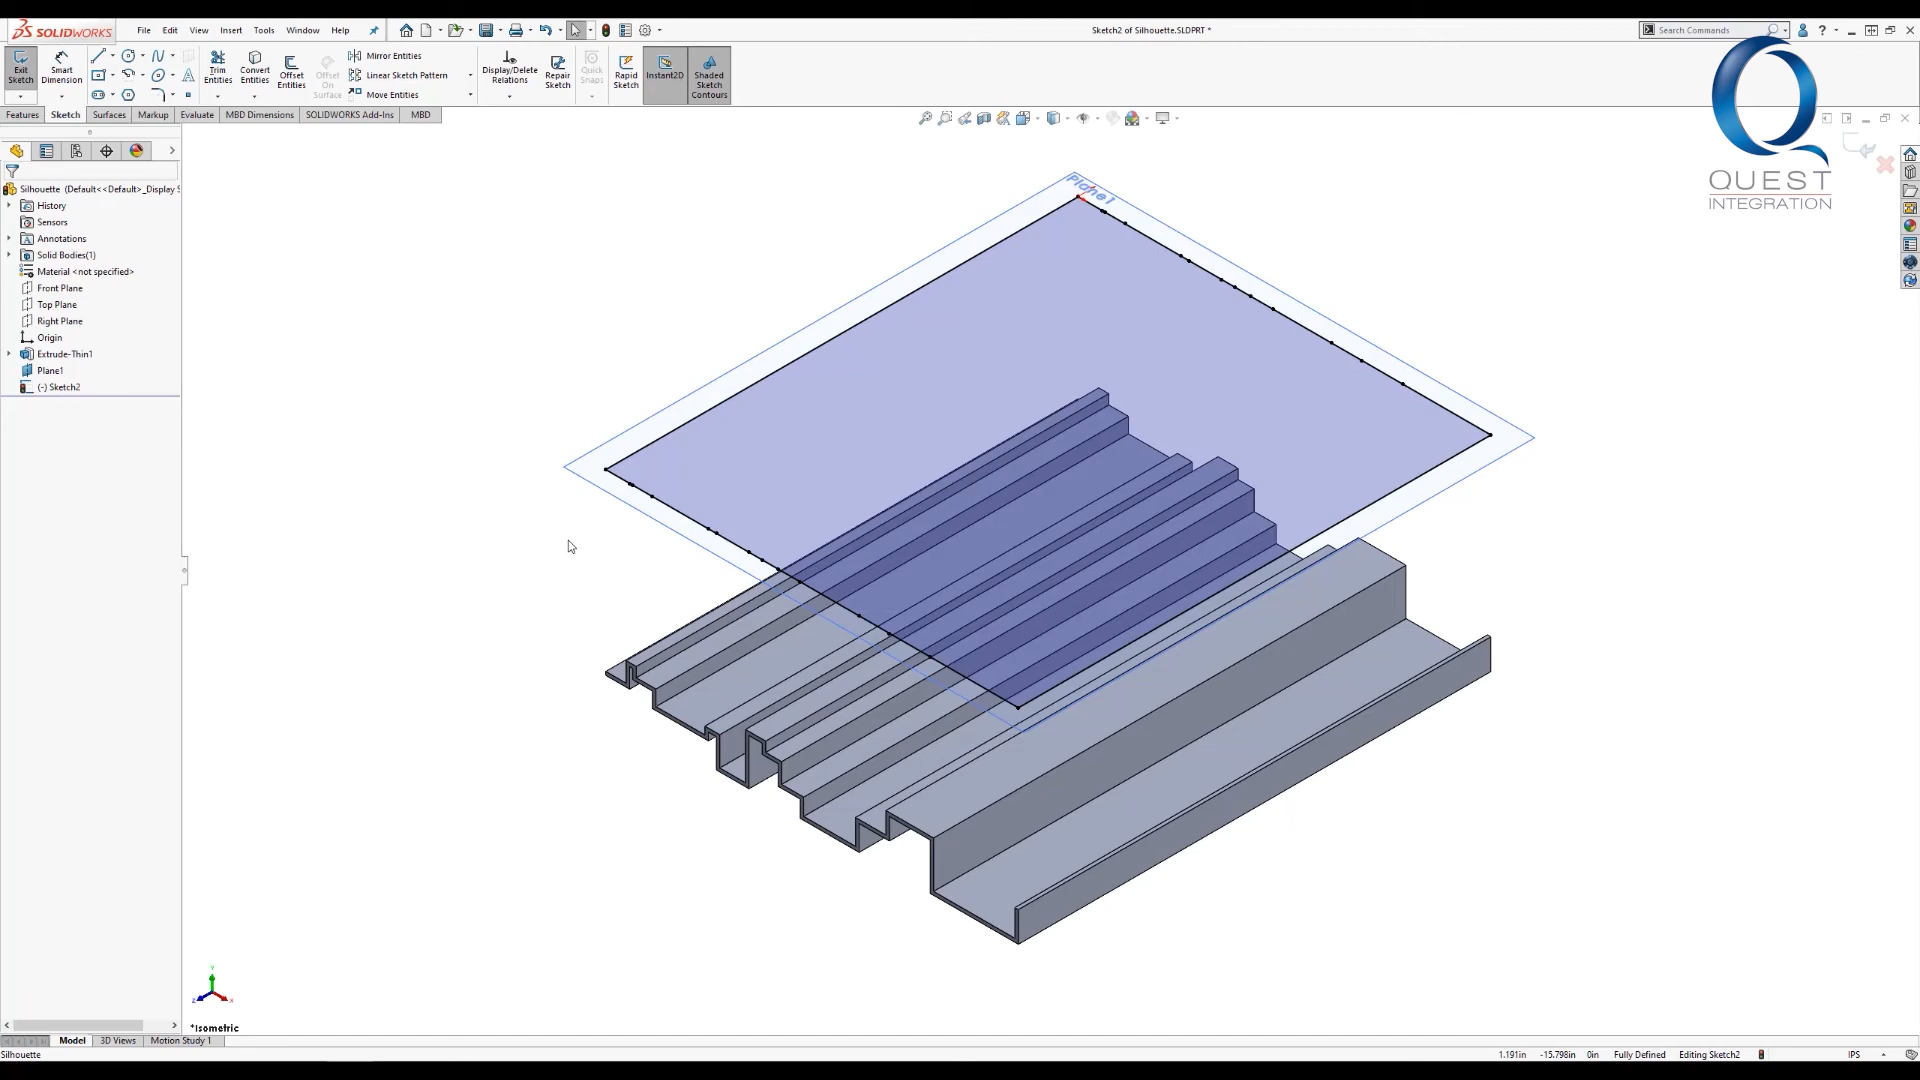 SOLIDWORKS File Edit View Insert Tools Window Help Sketch2 of Silhouette.SLDPRT * Search Commands
Exit Sketch Smart Dimension Trim Entities Convert Entities Offset Entities Offset On Surface Mirror Entities Linear Sketch Pattern Move Entities Display/Delete Relations Repair Sketch Quick Snaps Rapid Sketch Instant2D Shaded Sketch Contours
Features Sketch Surfaces Markup Evaluate MBD Dimensions SOLIDWORKS Add-Ins MBD
QUEST
INTEGRATION
Silhouette (Default<<Default>_Display S
History
Sensors
Annotations
Solid Bodies(1)
Material <not specified>
Front Plane
Top Plane
Right Plane
Origin
Extrude-Thin1
Plane1
(-) Sketch2
Plane1
*Isometric
Model 3D Views Motion Study 1
Silhouette 1.191in -15.798in 0in Fully Defined Editing Sketch2 IPS